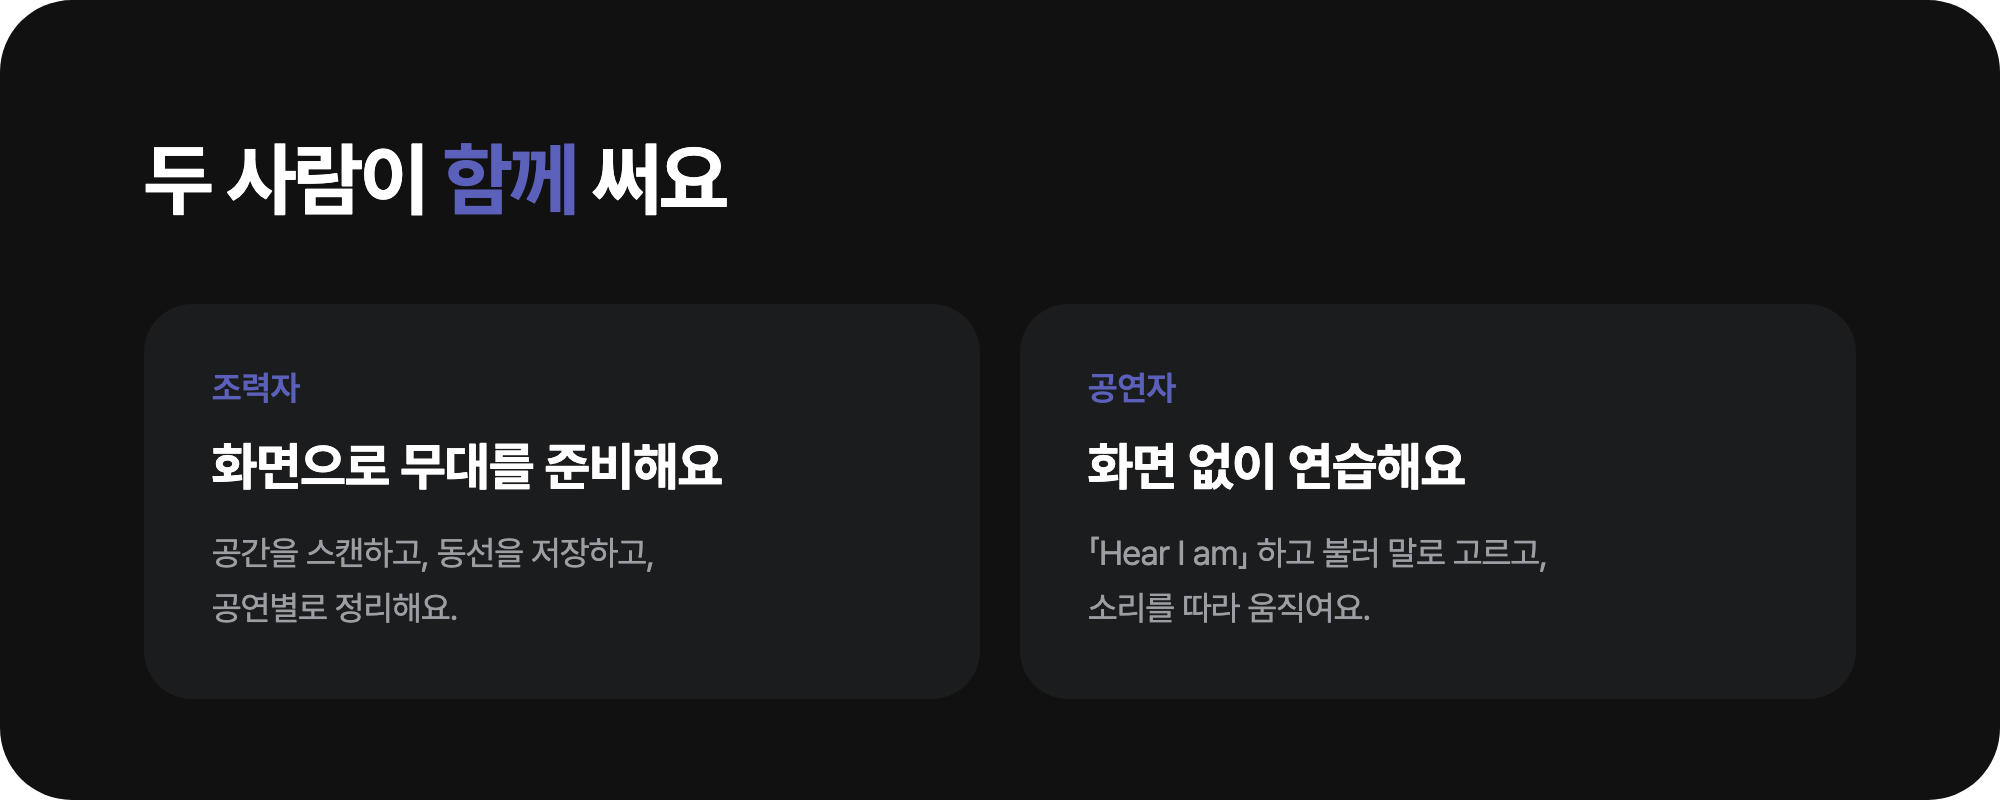 두 사람이 함께 써요
조력자
화면으로 무대를 준비해요
공간을 스캔하고, 동선을 저장하고,
공연별로 정리해요.
공연자
화면 없이 연습해요
「Hear I am」 하고 불러 말로 고르고,
소리를 따라 움직여요.